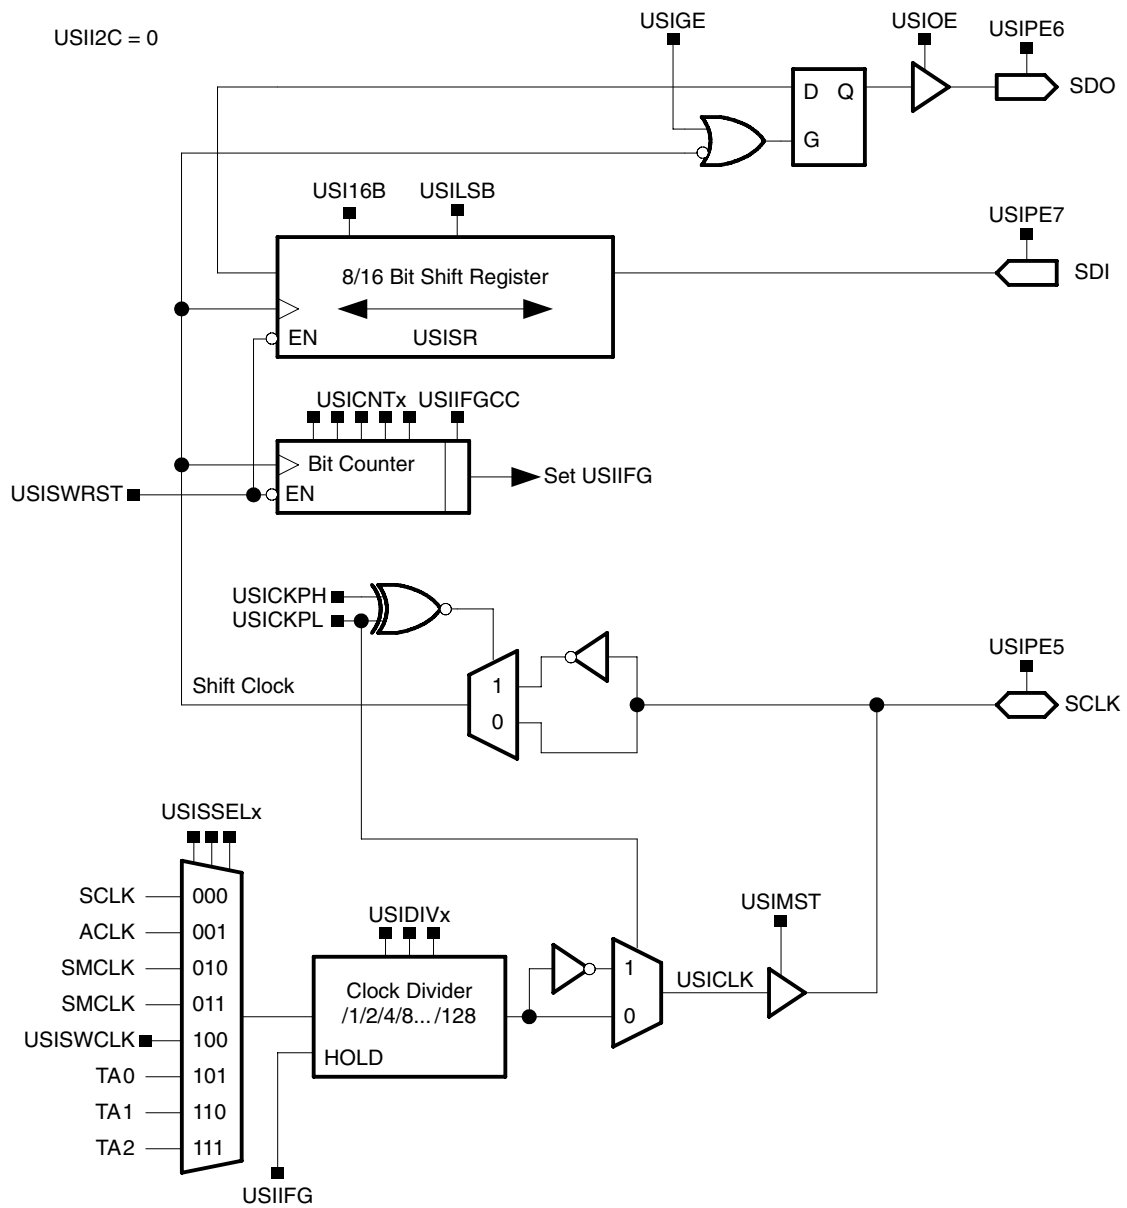 USII2C = 0
USIGE
USIOE
USIPE6
D Q
SDO
G
USI16B
USILSB
USIPE7
8/16 Bit Shift Register
SDI
EN
USISR
USICNTx
USIIFGCC
Bit Counter
Set USIIFG
USISWRST
EN
USICKPH
USICKPL
USIPE5
Shift Clock
1
0
SCLK
USISSELx
SCLK 000
ACLK 001
SMCLK 010
SMCLK 011
USISWCLK 100
TA0 101
TA1 110
TA2 111
USIDIVx
Clock Divider
/1/2/4/8... /128
HOLD
USIIFG
1
0
USICLK
USIMST